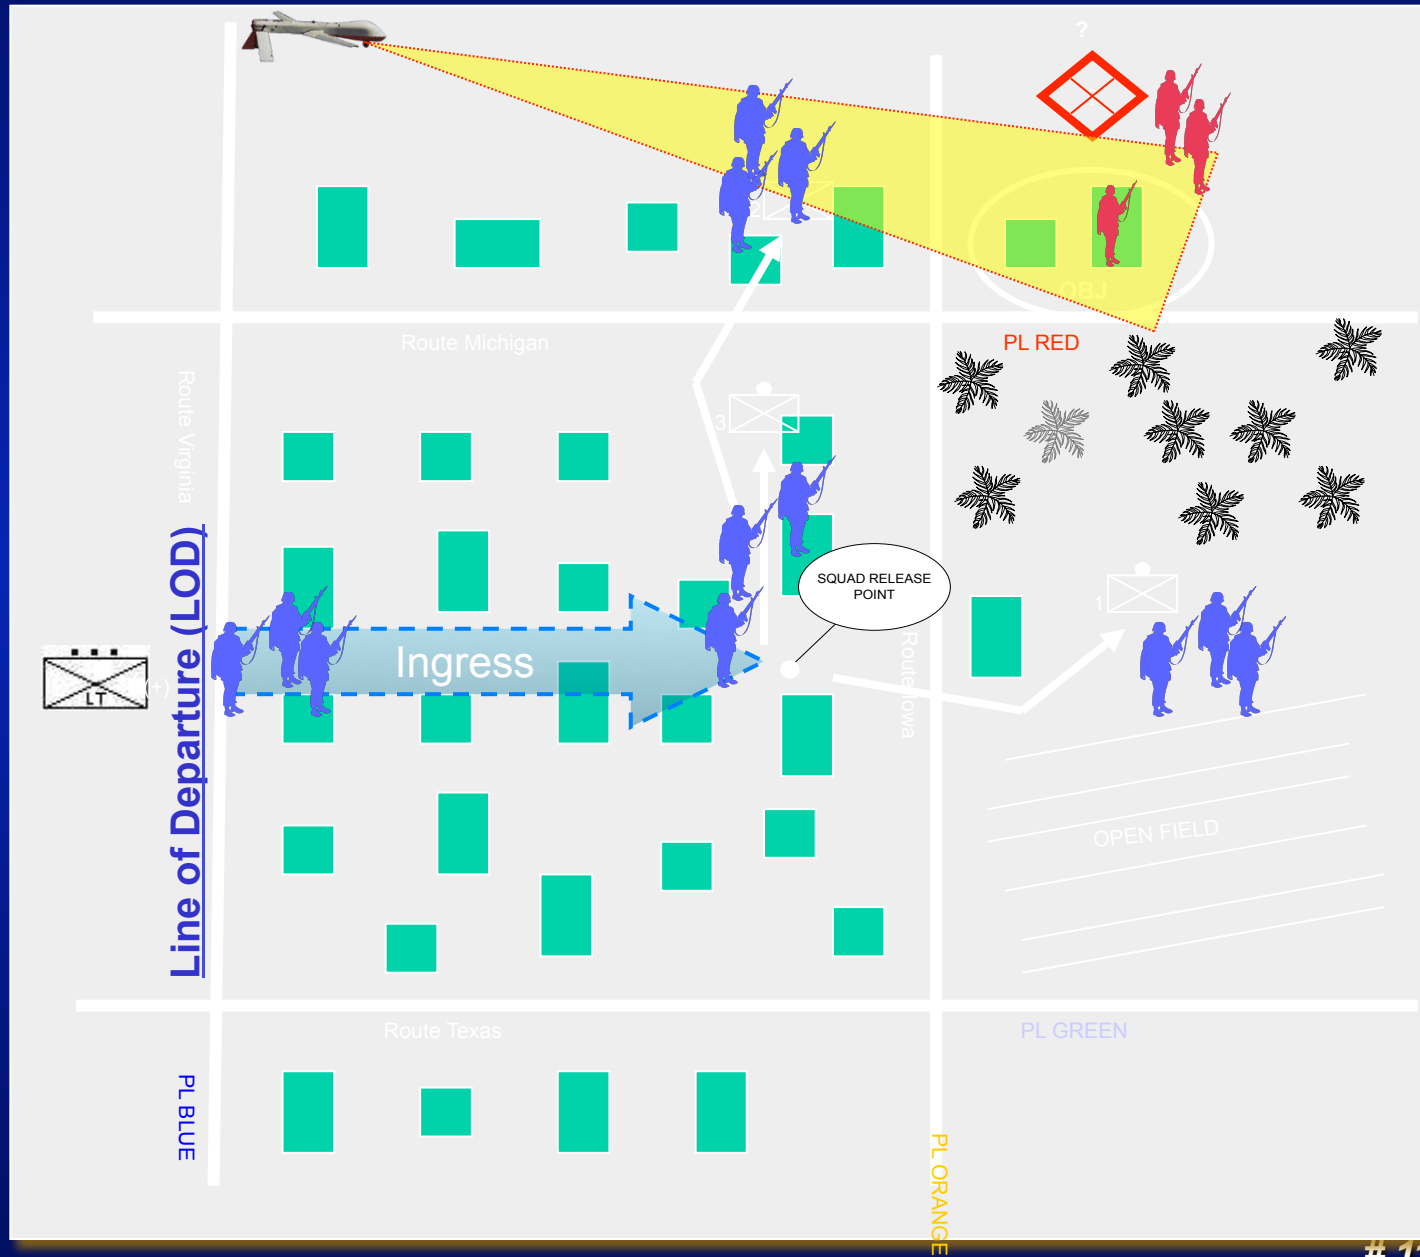 ?
2
OBJ
Route Michigan
PL RED
Route Virginia
3
Line of Departure (LOD)
SQUAD RELEASE
POINT
1
Ingress
Route Iowa
LT
(+)
OPEN FIELD
Route Texas
PL GREEN
PL BLUE
PL ORANGE